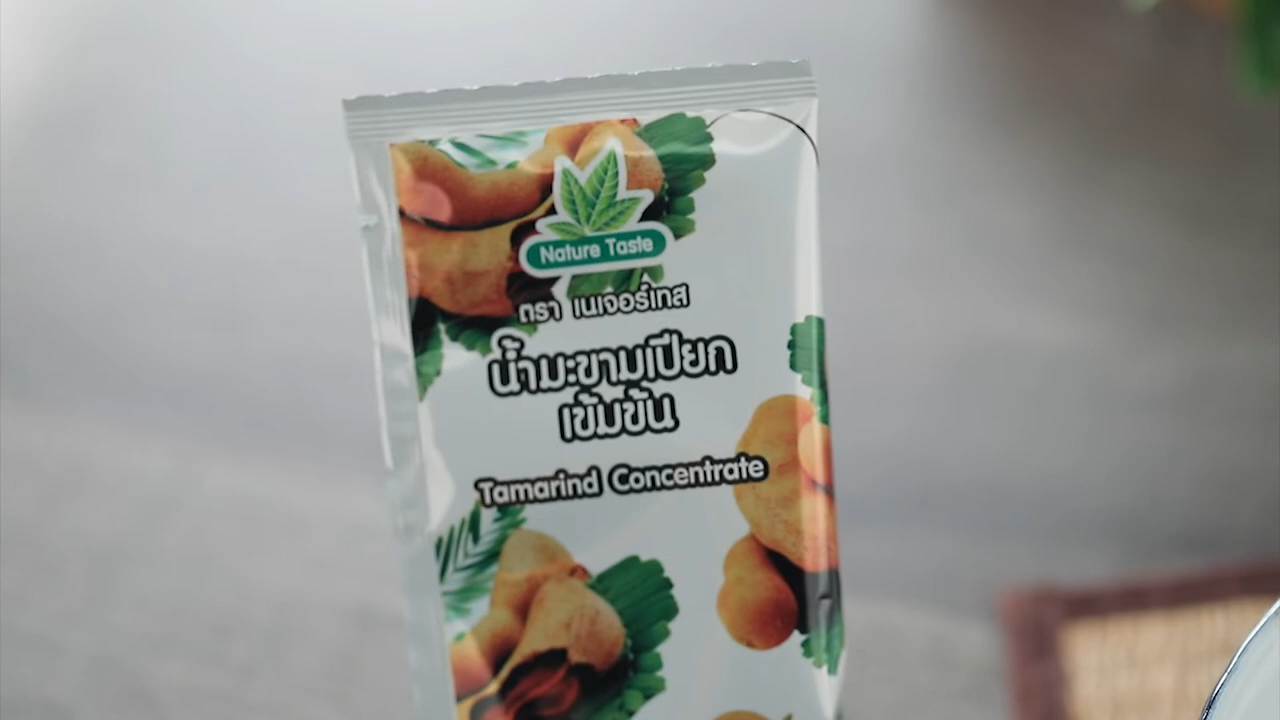 Nature Taste
ตรา เนเจอร์เทส
น้ำมะขามเปียก
เข้มข้น
Tamarind Concentrate